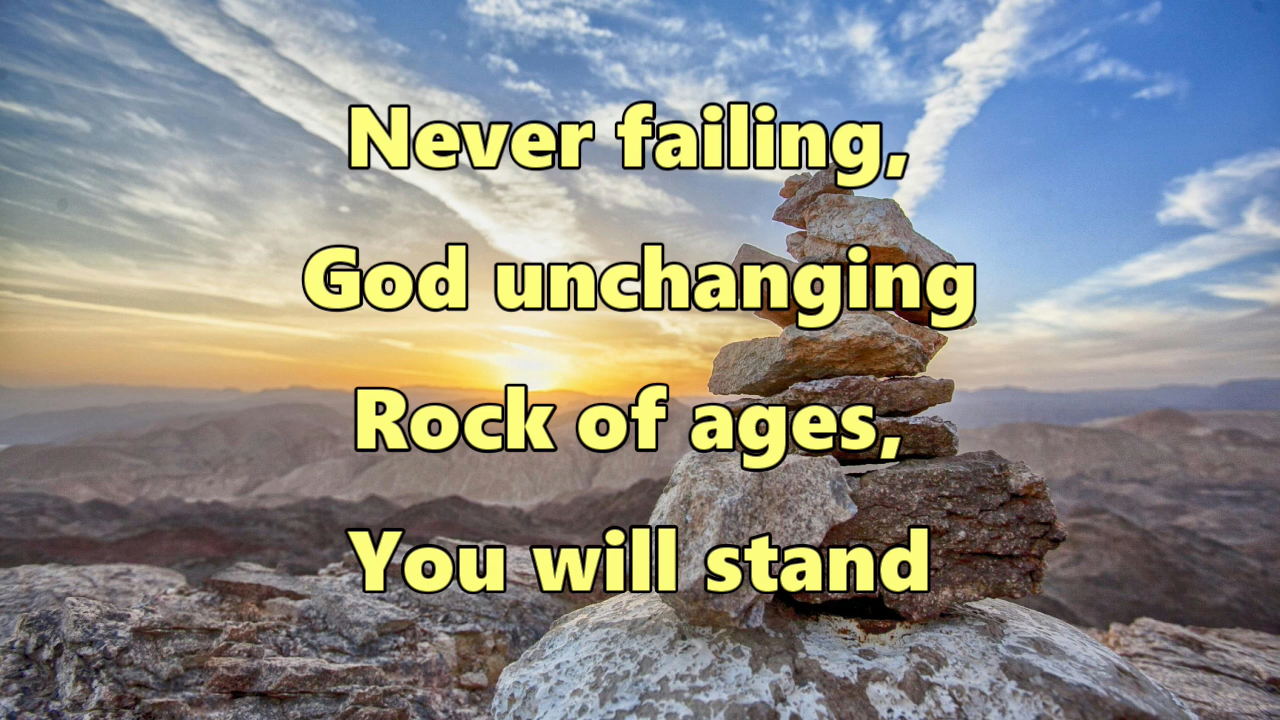 Never failing,
God unchanging
Rock of ages,
You will stand